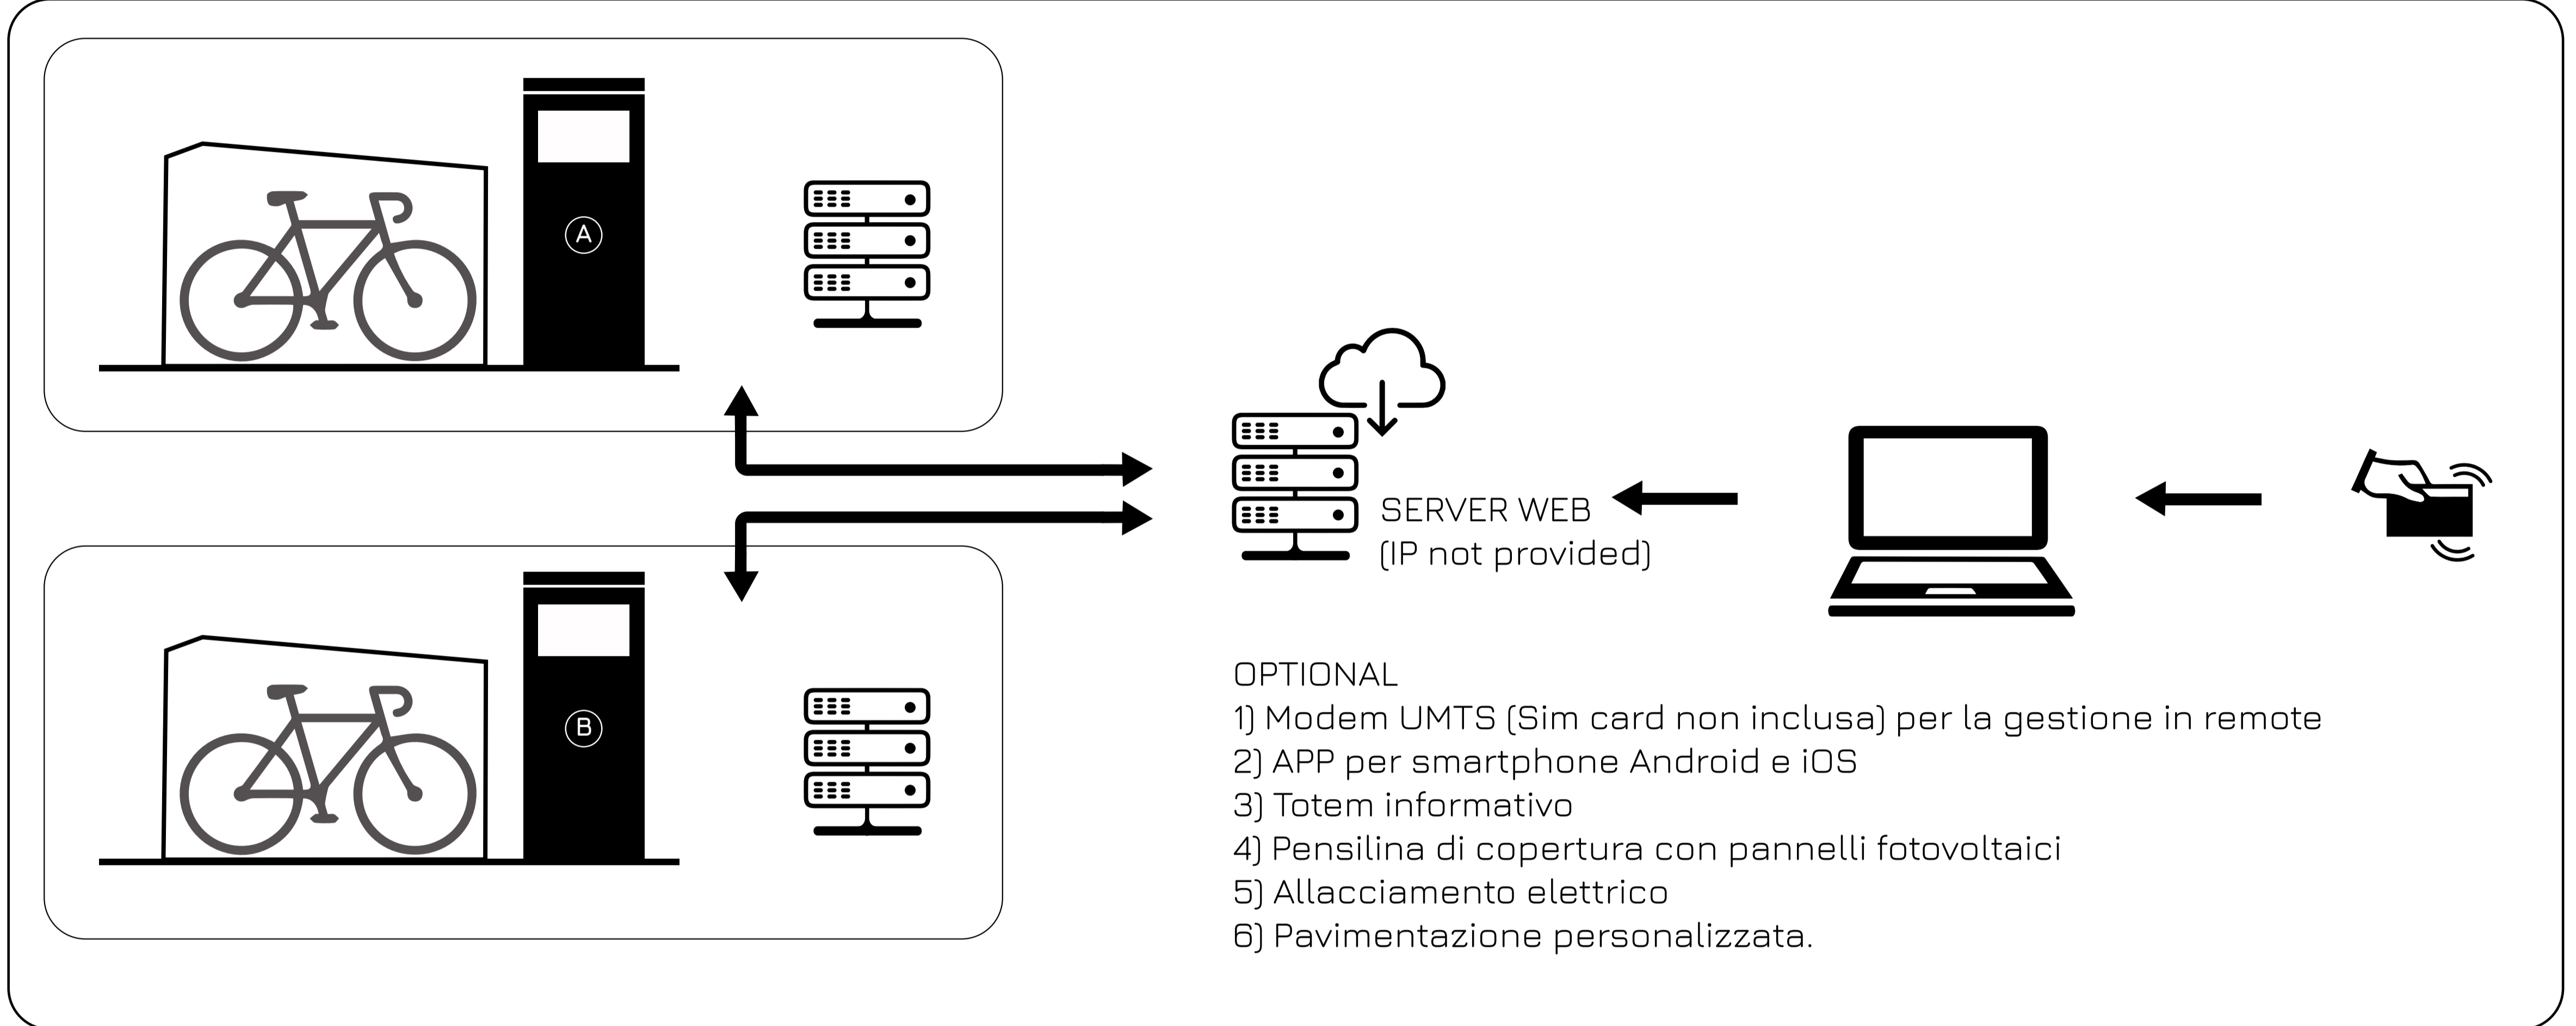 A
B
SERVER WEB
(IP not provided)
OPTIONAL
1) Modem UMTS (Sim card non inclusa) per la gestione in remote
2) APP per smartphone Android e iOS
3) Totem informativo
4) Pensilina di copertura con pannelli fotovoltaici
5) Allacciamento elettrico
6) Pavimentazione personalizzata.